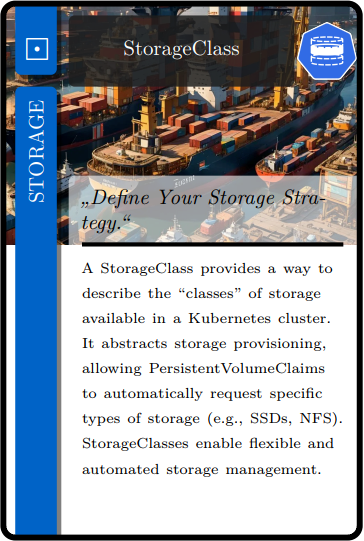 StorageClass
STORAGE
„Define Your Storage Stra-
tegy.“
A StorageClass provides a way to
describe the “classes” of storage
available in a Kubernetes cluster.
It abstracts storage provisioning,
allowing PersistentVolumeClaims
to automatically request specific
types of storage (e.g., SSDs, NFS).
StorageClasses enable flexible and
automated storage management.